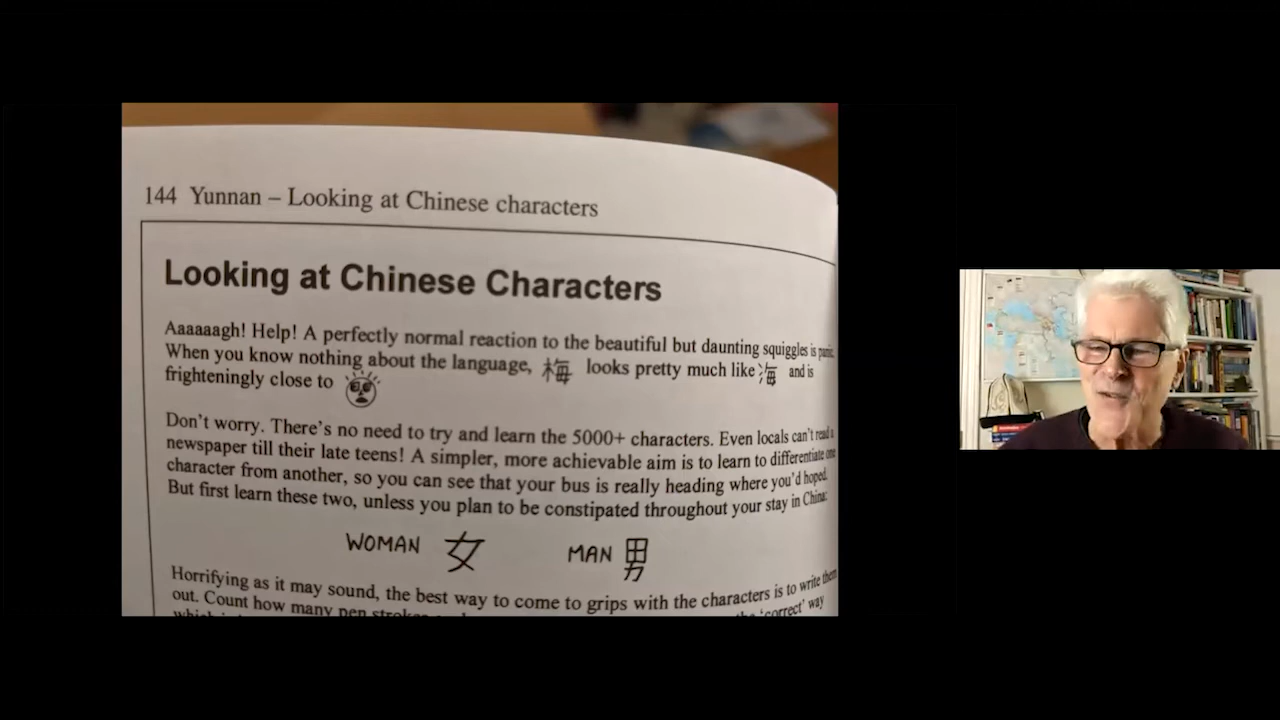 144 Yunnan – Looking at Chinese characters
Looking at Chinese Characters
Aaaaaagh! Help! A perfectly normal reaction to the beautiful but daunting squiggles is panic.
When you know nothing about the language, 梅 looks pretty much like 海 and is
frighteningly close to
Don't worry. There's no need to try and learn the 5000+ characters. Even locals can't read a
newspaper till their late teens! A simpler, more achievable aim is to learn to differentiate one
character from another, so you can see that your bus is really heading where you'd hoped.
But first learn these two, unless you plan to be constipated throughout your stay in China:
WOMAN 女 MAN 男
Horrifying as it may sound, the best way to come to grips with the characters is to write them
out. Count how many pen strokes 'correct' way